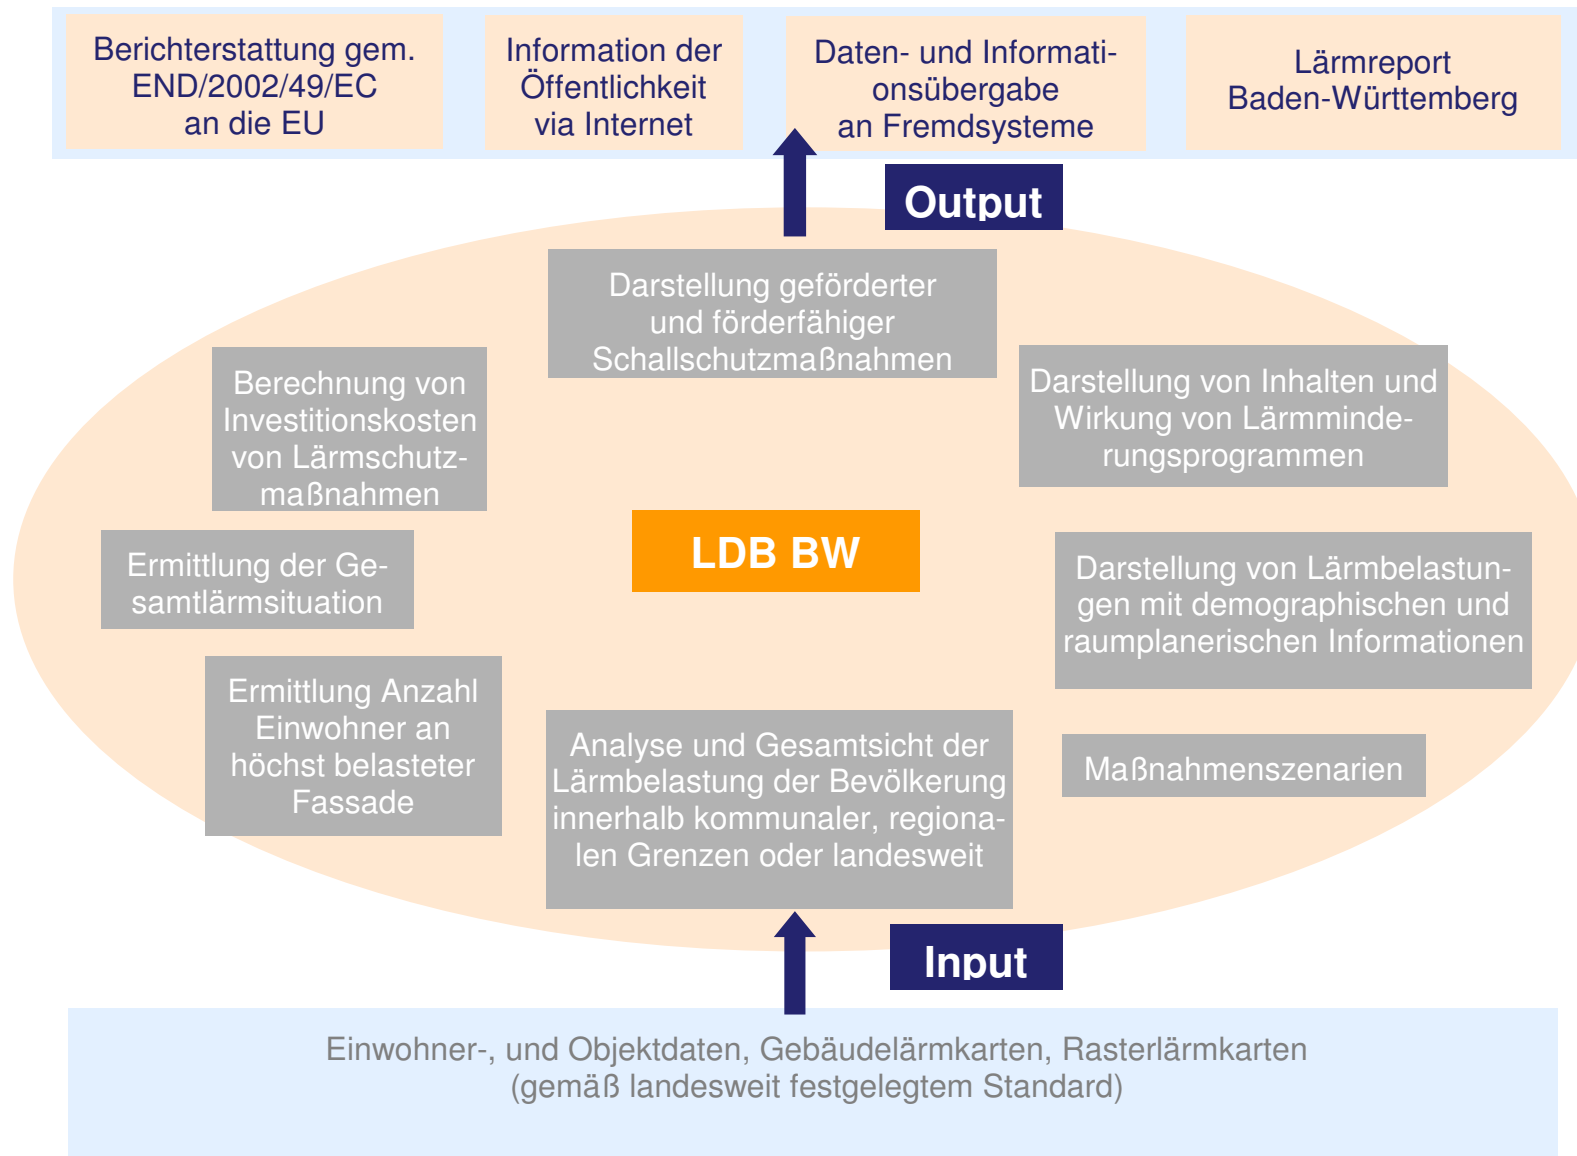 Berichterstattung gem.
END/2002/49/EC
an die EU
Information der
Öffentlichkeit
via Internet
Daten- und Informati-
onsübergabe
an Fremdsysteme
Lärmreport
Baden-Württemberg
Output
Darstellung geförderter
und förderfähiger
Schallschutzmaßnahmen
Berechnung von
Investitionskosten
von Lärmschutz-
maßnahmen
Darstellung von Inhalten und
Wirkung von Lärmminde-
rungsprogrammen
LDB BW
Ermittlung der Ge-
samtlärmsituation
Darstellung von Lärmbelastun-
gen mit demographischen und
raumplanerischen Informationen
Ermittlung Anzahl
Einwohner an
höchst belasteter
Fassade
Analyse und Gesamtsicht der
Lärmbelastung der Bevölkerung
innerhalb kommunaler, regiona-
len Grenzen oder landesweit
Maßnahmenszenarien
Input
Einwohner-, und Objektdaten, Gebäudelärmkarten, Rasterlärmkarten
(gemäß landesweit festgelegtem Standard)